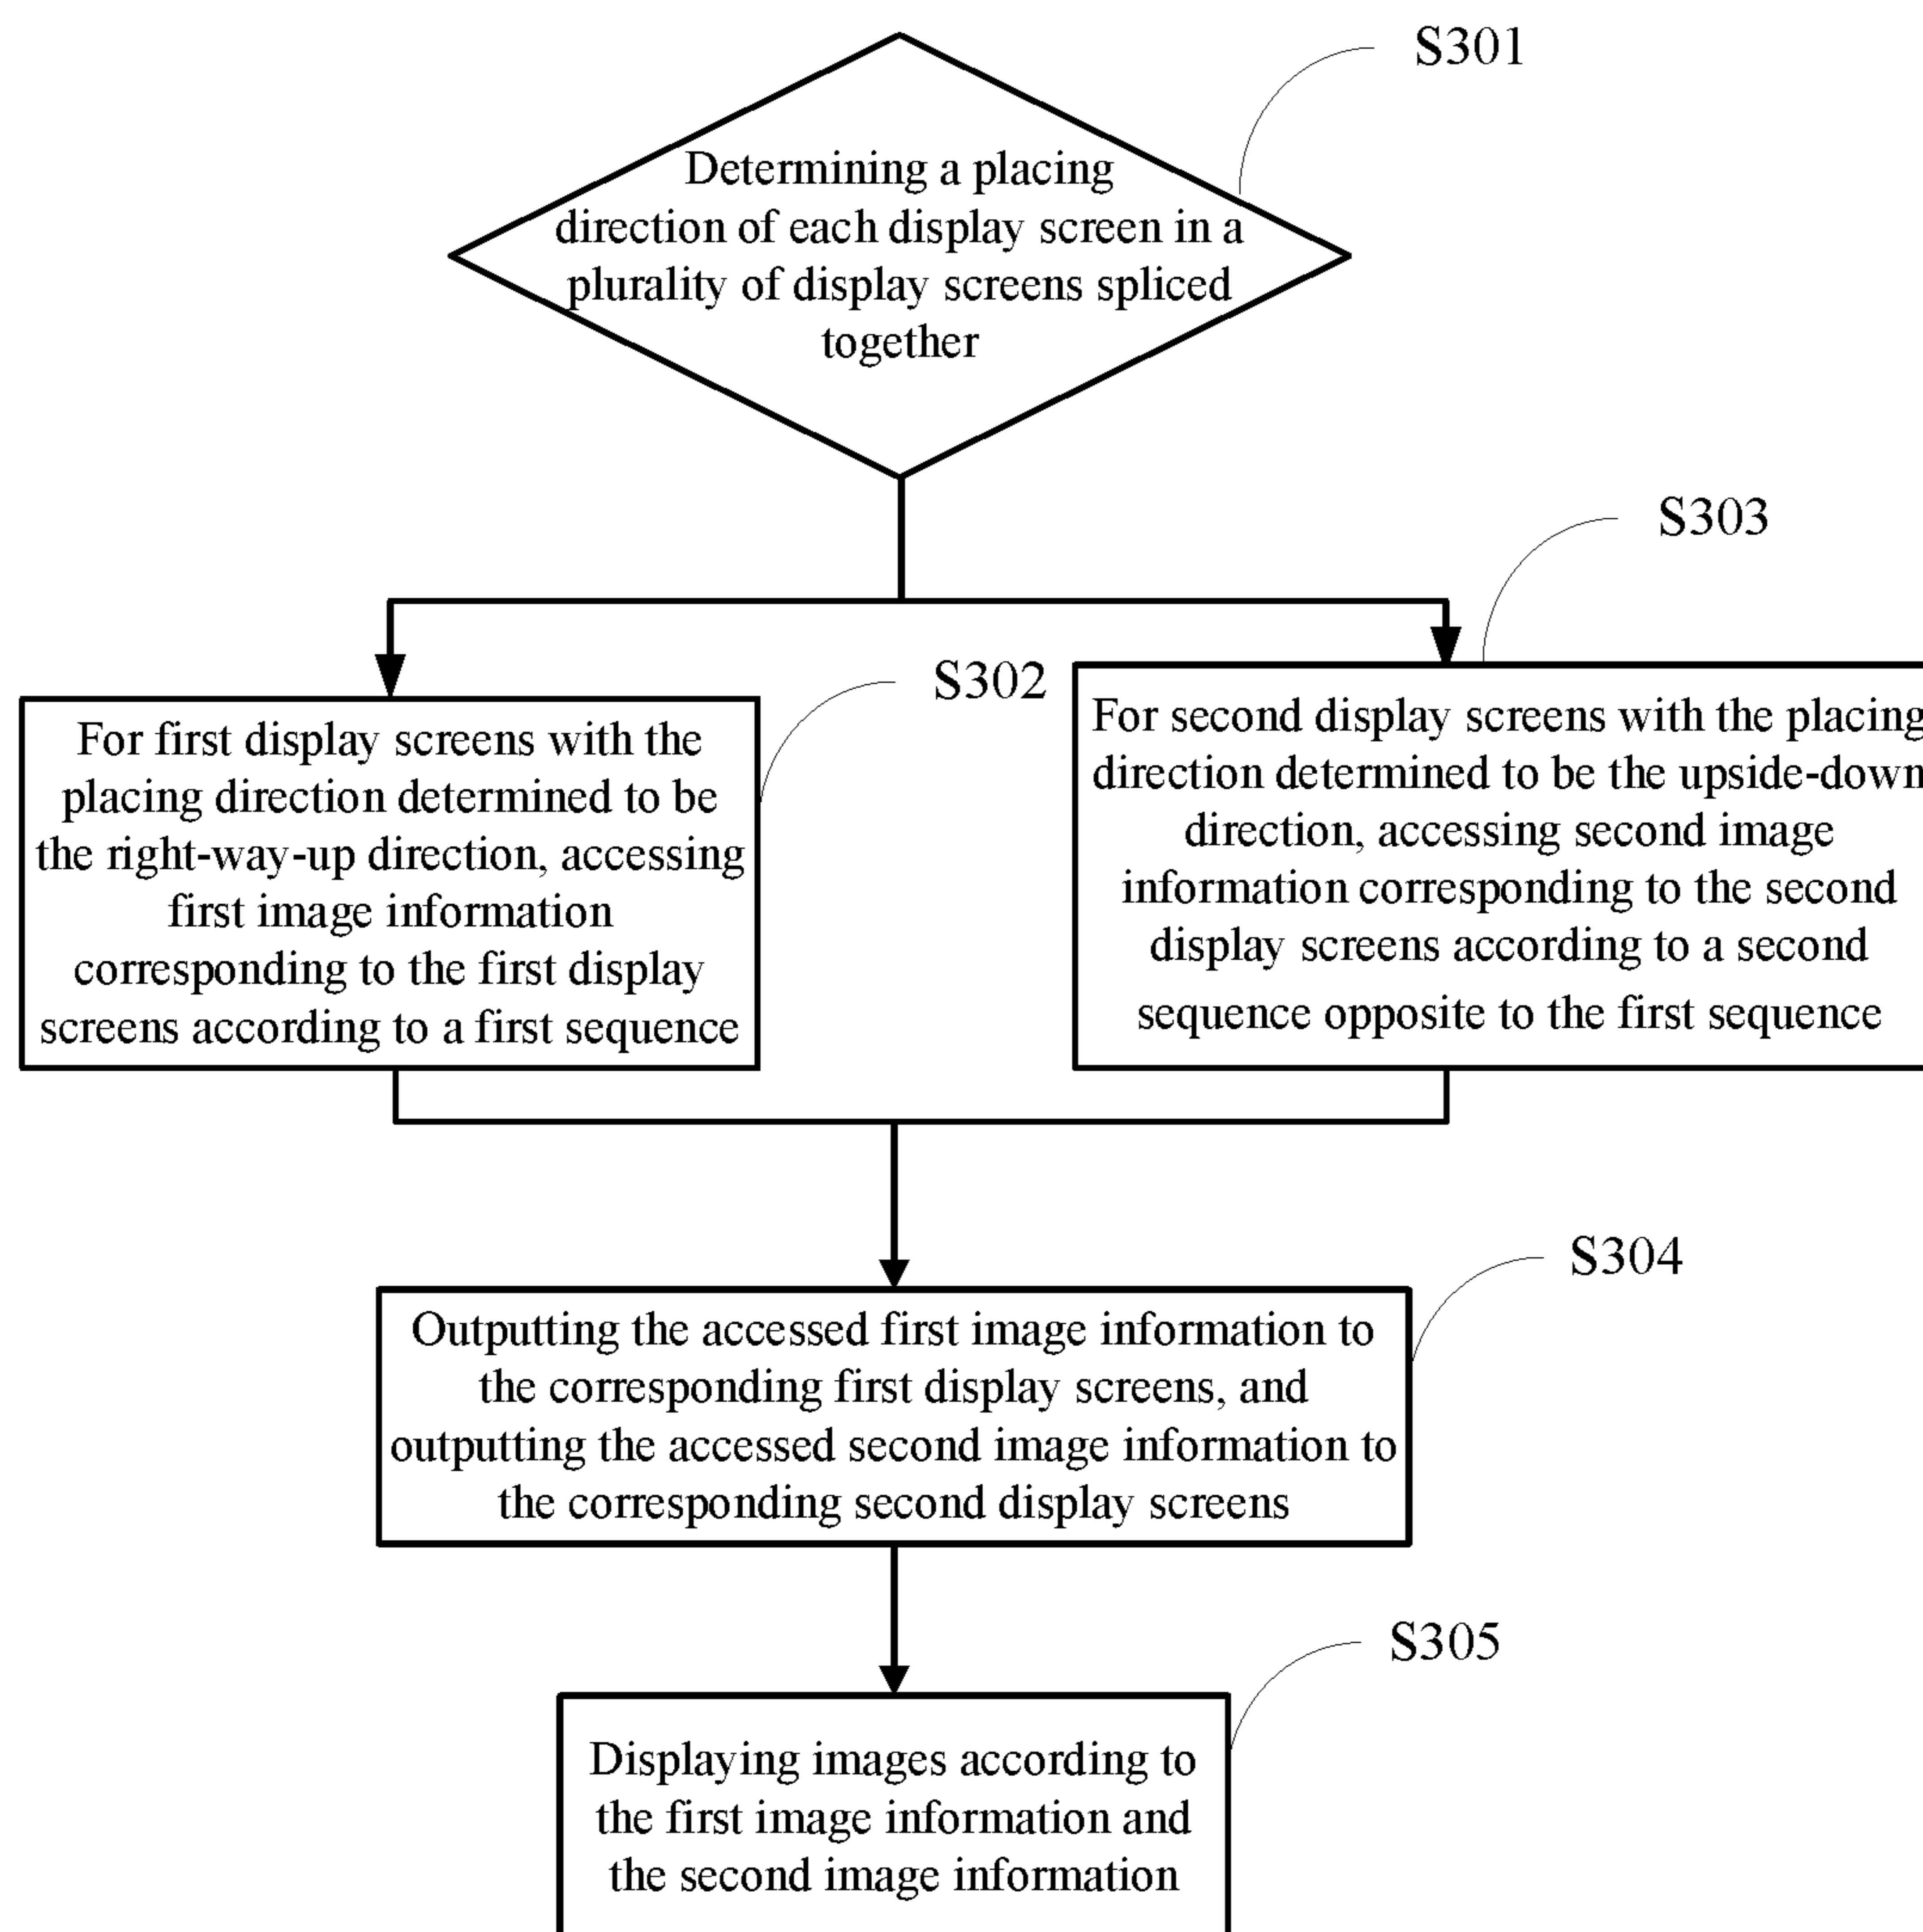 S301
Determining a placing
direction of each display screen in a
plurality of display screens spliced
together
S302
For first display screens with the
placing direction determined to be
the right-way-up direction, accessing
first image information
corresponding to the first display
screens according to a first sequence
S303
For second display screens with the placing
direction determined to be the upside-down
direction, accessing second image
information corresponding to the second
display screens according to a second
sequence opposite to the first sequence
S304
Outputting the accessed first image information to
the corresponding first display screens, and
outputting the accessed second image information to
the corresponding second display screens
S305
Displaying images according to
the first image information and
the second image information